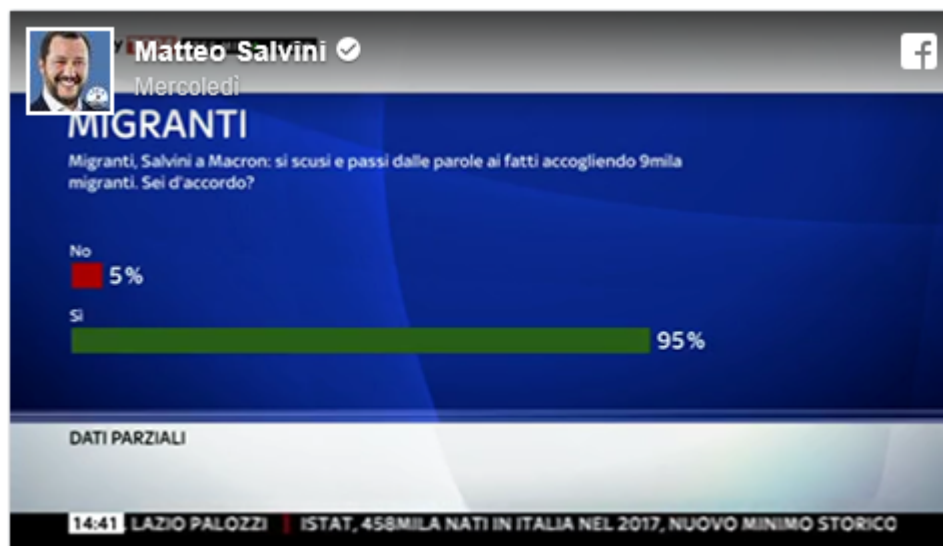 Matteo Salvini
Mercoledì
MIGRANTI
Migranti, Salvini a Macron: si scusi e passi dalle parole ai fatti accogliendo 9mila
migranti. Sei d'accordo?
No
5%
Sì
95%
DATI PARZIALI
14:41 LAZIO PALOZZI ISTAT, 458MILA NATI IN ITALIA NEL 2017, NUOVO MINIMO STORICO